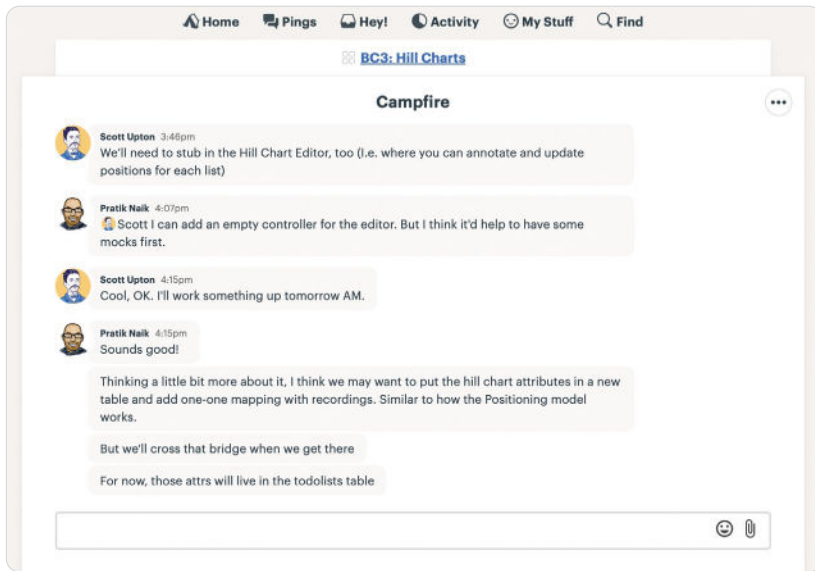 Home Pings Hey! Activity My Stuff Find
BC3: Hill Charts
Campfire
Scott Upton 3:46pm
We'll need to stub in the Hill Chart Editor, too (I.e. where you can annotate and update
positions for each list)
Pratik Naik 4:07pm
Scott I can add an empty controller for the editor. But I think it'd help to have some
mocks first.
Scott Upton 4:15pm
Cool, OK. I'll work something up tomorrow AM.
Pratik Naik 4:15pm
Sounds good!
Thinking a little bit more about it, I think we may want to put the hill chart attributes in a new
table and add one-one mapping with recordings. Similar to how the Positioning model
works.
But we'll cross that bridge when we get there
For now, those attrs will live in the todolists table